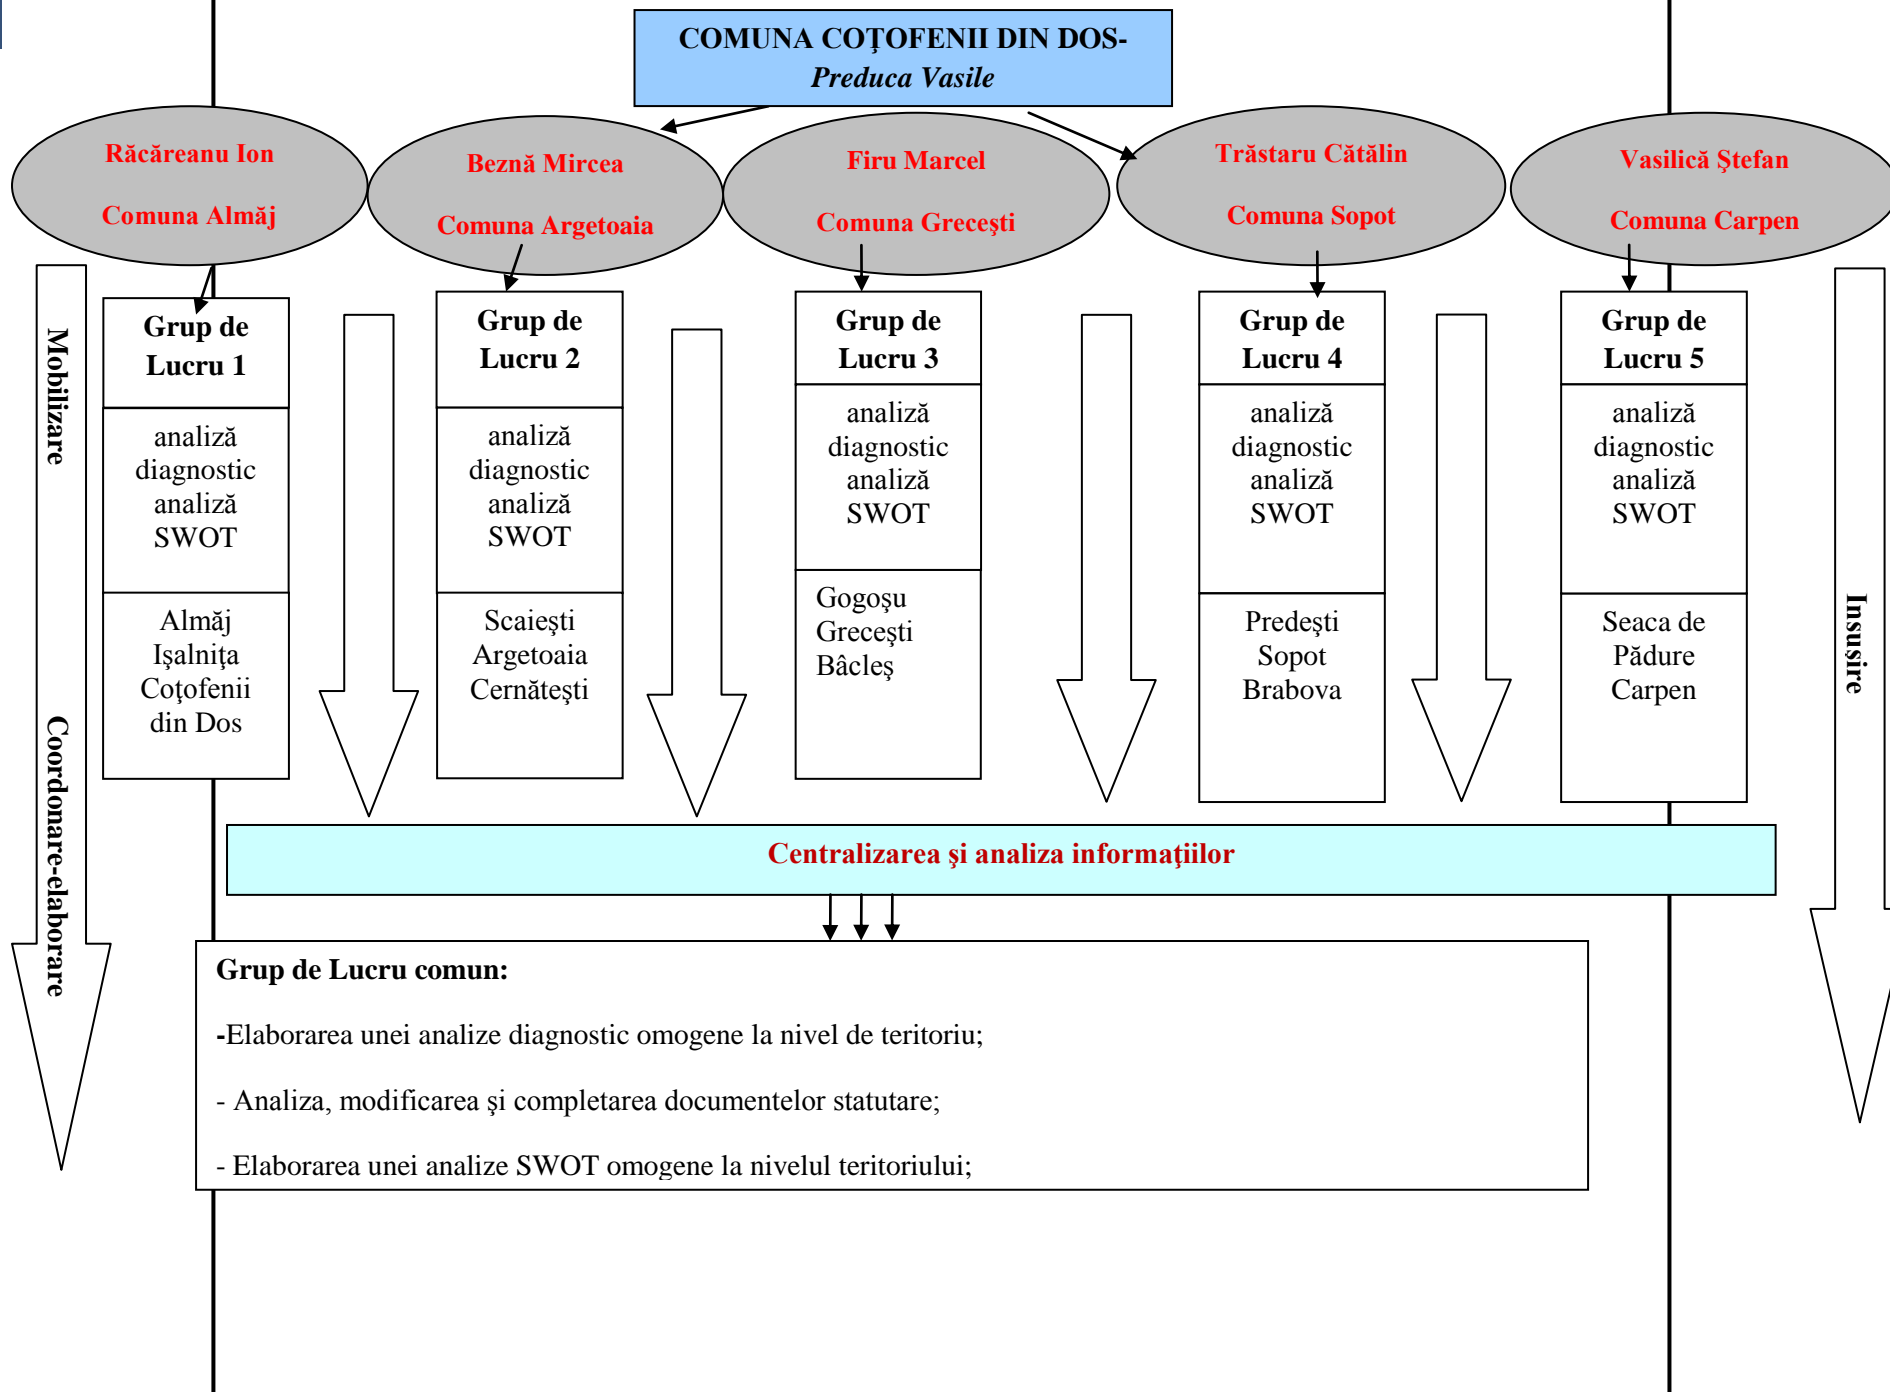 COMUNA COŢOFENII DIN DOS-
Preduca Vasile
Răcăreanu Ion
Comuna Almăj
Beznă Mircea
Comuna Argetoaia
Firu Marcel
Comuna Greceşti
Trăstaru Cătălin
Comuna Sopot
Vasilică Ştefan
Comuna Carpen
Mobilizare
Coordonare-elaborare
Grup de
Lucru 1
analiză
diagnostic
analiză
SWOT
Almăj
Işalniţa
Coţofenii
din Dos
Grup de
Lucru 2
analiză
diagnostic
analiză
SWOT
Scaieşti
Argetoaia
Cernăteşti
Grup de
Lucru 3
analiză
diagnostic
analiză
SWOT
Gogoşu
Greceşti
Bâcleş
Grup de
Lucru 4
analiză
diagnostic
analiză
SWOT
Predeşti
Sopot
Brabova
Grup de
Lucru 5
analiză
diagnostic
analiză
SWOT
Seaca de
Pădure
Carpen
Insuşire
Centralizarea şi analiza informaţiilor
Grup de Lucru comun:
-Elaborarea unei analize diagnostic omogene la nivel de teritoriu;
- Analiza, modificarea şi completarea documentelor statutare;
- Elaborarea unei analize SWOT omogene la nivelul teritoriului;